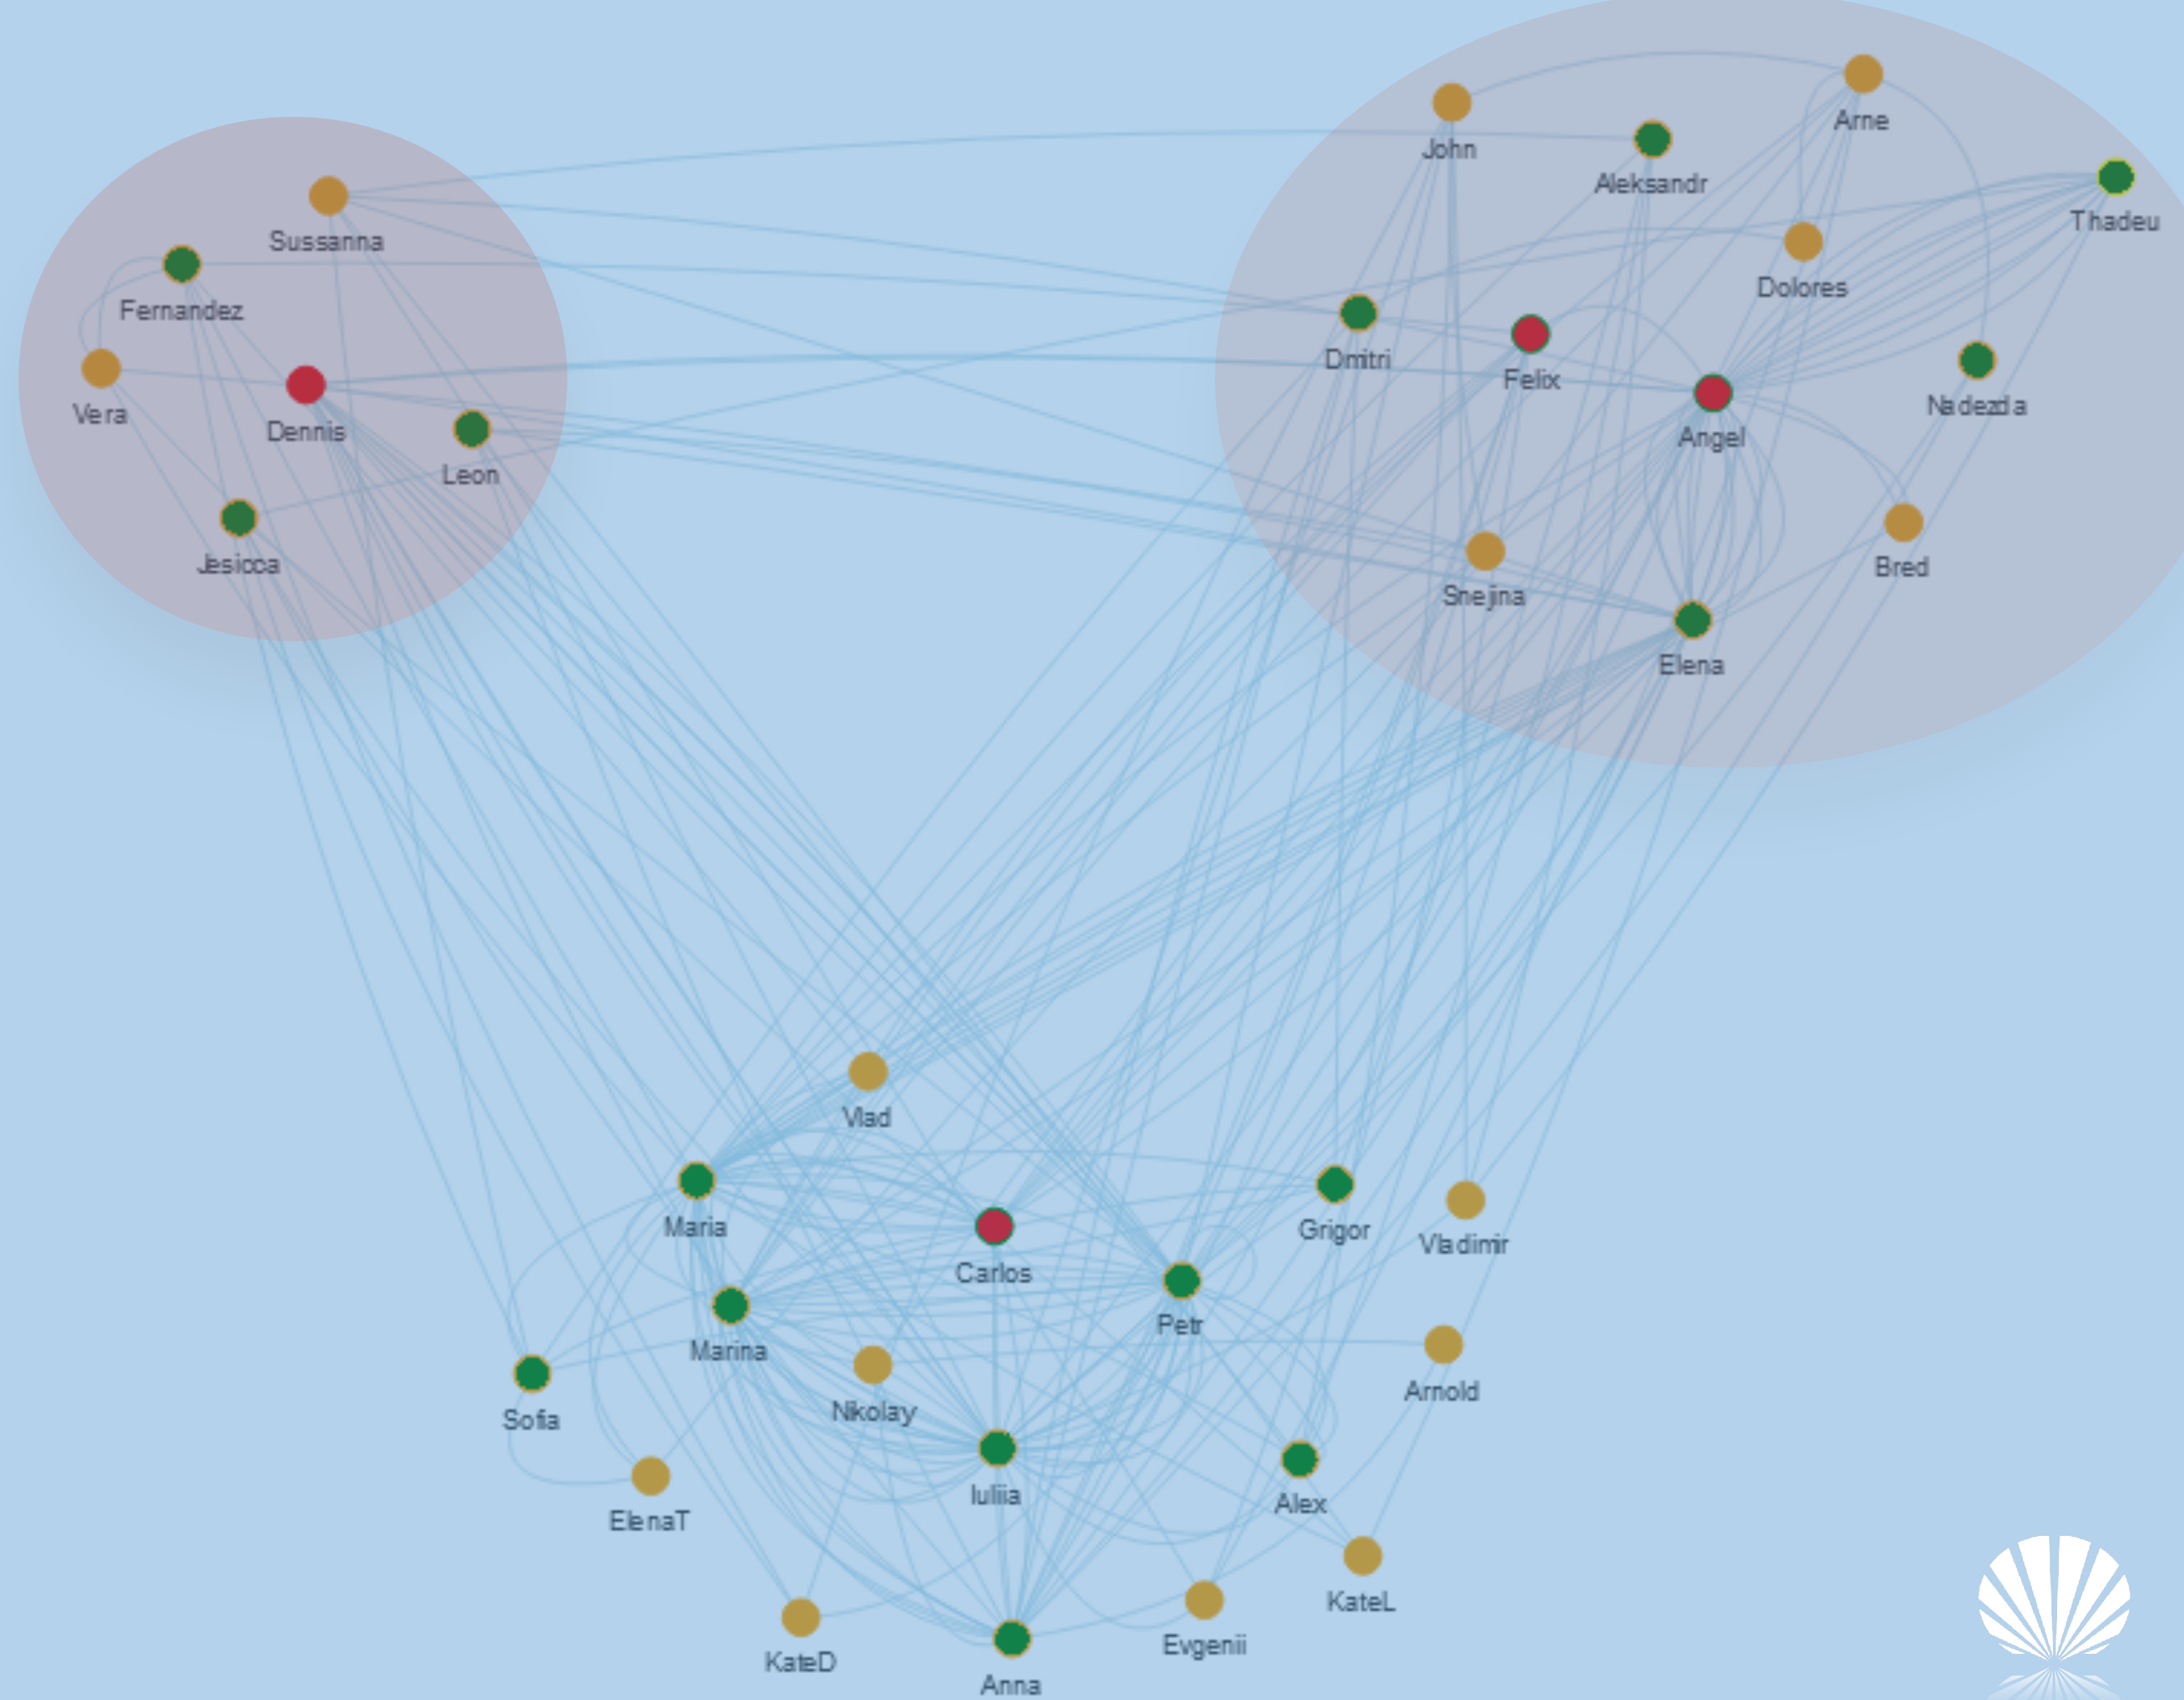 Arne
John
Aleksandr
Thadeu
Sussanna
Dolores
Fernandez
Dmitri
Felix
Nadezda
Vera
Dennis
Angel
Leon
Jesicca
Bred
Snejina
Elena
Vlad
Maria
Grigor
Vladimir
Carlos
Petr
Marina
Arnold
Nikolay
Sofia
Iuliia
Alex
ElenaT
KateL
Evgenii
KateD
Anna